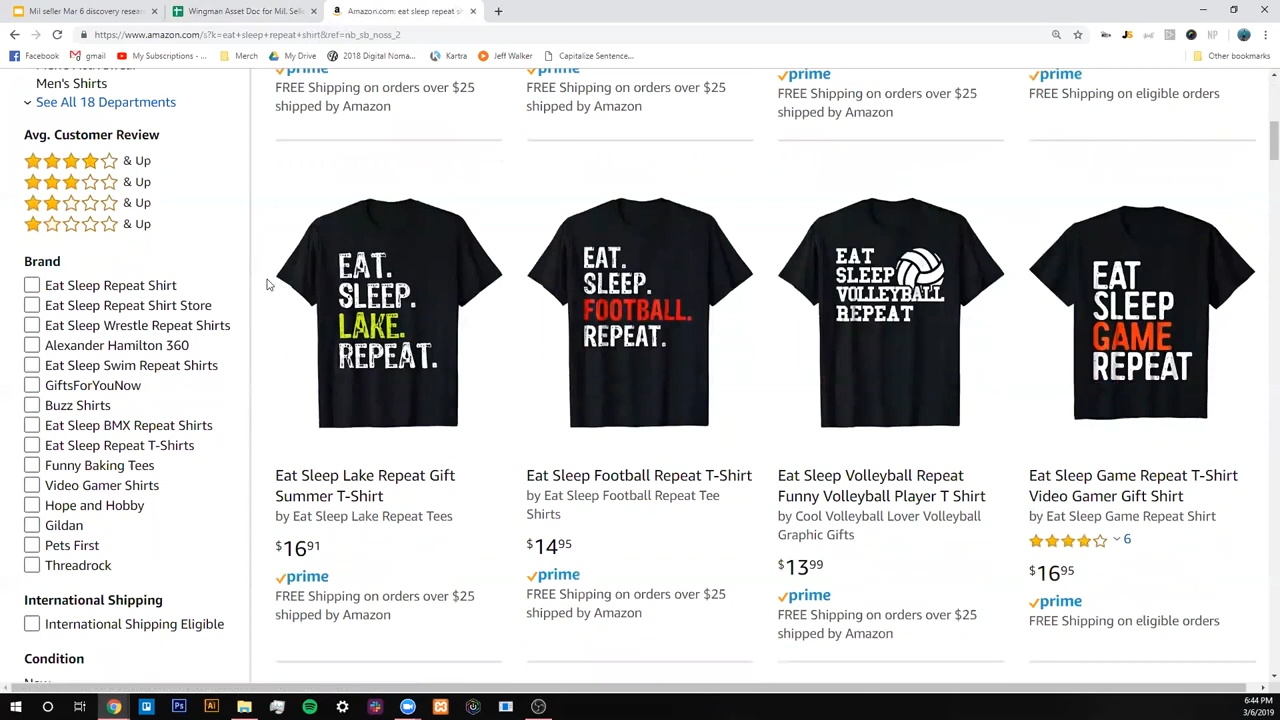 Mil seller Mar 6 discovery resear
Wingman Asset Doc for Mil. Selle
Amazon.com: eat sleep repeat sh
https://www.amazon.com/s?k=eat+sleep+repeat+shirt&ref=nb_sb_noss_2
Facebook
gmail
My Subscriptions - ...
Merch
My Drive
2018 Digital Noma...
Kartra
Jeff Walker
Capitalize Sentence...
Other bookmarks
Men's Shirts
See All 18 Departments
Avg. Customer Review
& Up
& Up
& Up
& Up
Brand
Eat Sleep Repeat Shirt
Eat Sleep Repeat Shirt Store
Eat Sleep Wrestle Repeat Shirts
Alexander Hamilton 360
Eat Sleep Swim Repeat Shirts
GiftsForYouNow
Buzz Shirts
Eat Sleep BMX Repeat Shirts
Eat Sleep Repeat T-Shirts
Funny Baking Tees
Video Gamer Shirts
Hope and Hobby
Gildan
Pets First
Threadrock
International Shipping
International Shipping Eligible
Condition
prime
FREE Shipping on orders over $25
shipped by Amazon
prime
FREE Shipping on orders over $25
shipped by Amazon
prime
FREE Shipping on orders over $25
shipped by Amazon
prime
FREE Shipping on eligible orders
EAT.
SLEEP.
LAKE.
REPEAT.
Eat Sleep Lake Repeat Gift
Summer T-Shirt
by Eat Sleep Lake Repeat Tees
$16.91
prime
FREE Shipping on orders over $25
shipped by Amazon
EAT.
SLEEP.
FOOTBALL.
REPEAT.
Eat Sleep Football Repeat T-Shirt
by Eat Sleep Football Repeat Tee
Shirts
$14.95
prime
FREE Shipping on orders over $25
shipped by Amazon
EAT
SLEEP
VOLLEYBALL
REPEAT
Eat Sleep Volleyball Repeat
Funny Volleyball Player T Shirt
by Cool Volleyball Lover Volleyball
Graphic Gifts
$13.99
prime
FREE Shipping on orders over $25
shipped by Amazon
EAT
SLEEP
GAME
REPEAT
Eat Sleep Game Repeat T-Shirt
Video Gamer Gift Shirt
by Eat Sleep Game Repeat Shirt
6
$16.95
prime
FREE Shipping on eligible orders
6:44 PM
3/6/2019